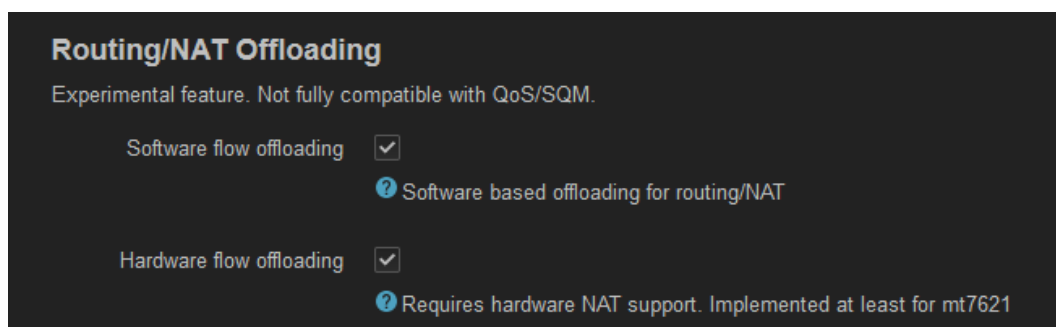 Routing/NAT Offloading
Experimental feature. Not fully compatible with QoS/SQM.
Software flow offloading
Software based offloading for routing/NAT
Hardware flow offloading
Requires hardware NAT support. Implemented at least for mt7621